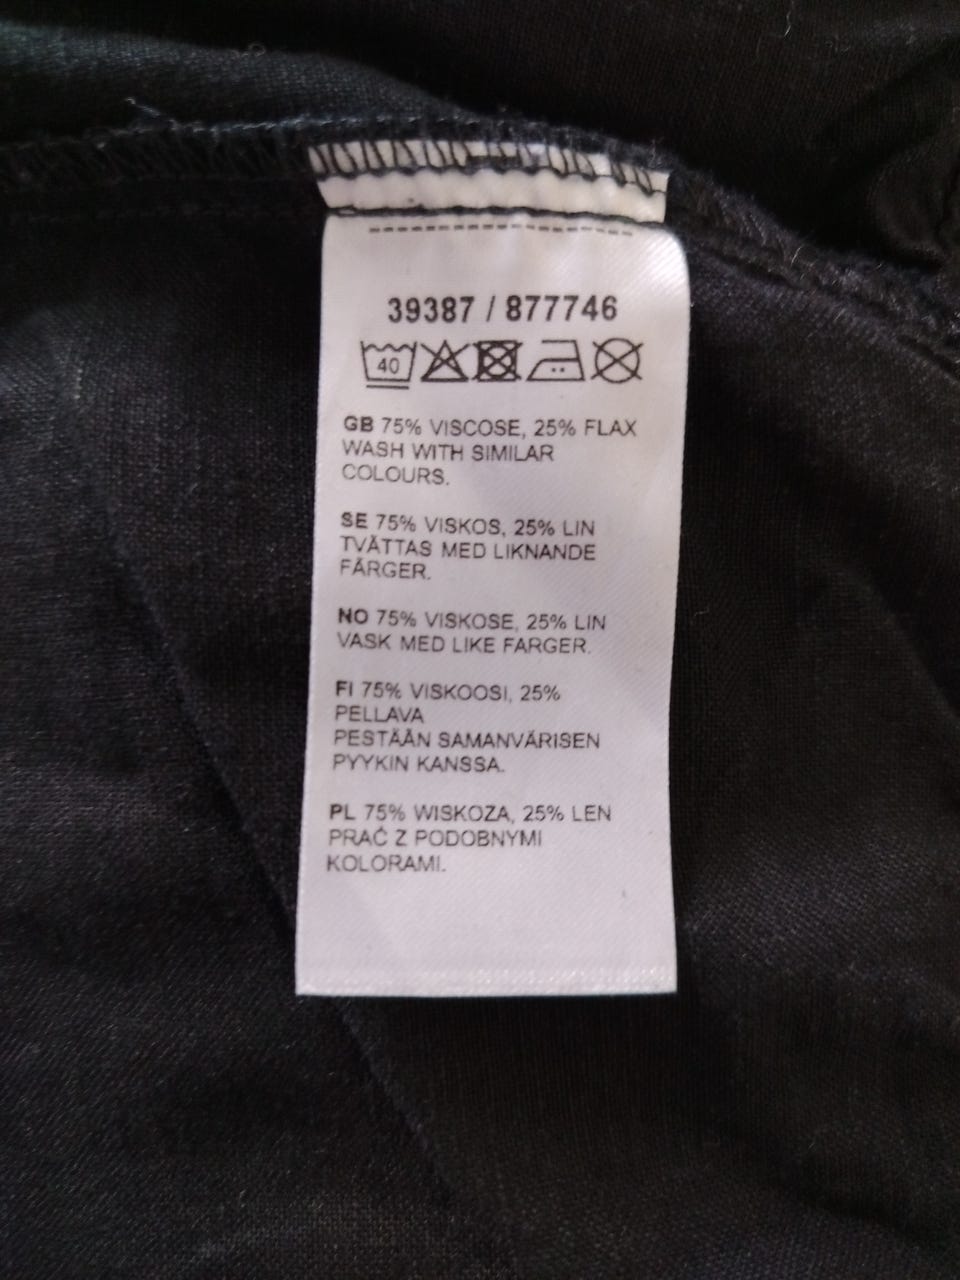 39387 / 877746
40
GB 75% VISCOSE, 25% FLAX
WASH WITH SIMILAR
COLOURS.
SE 75% VISKOS, 25% LIN
TVÄTTAS MED LIKNANDE
FÄRGER.
NO 75% VISKOSE, 25% LIN
VASK MED LIKE FARGER.
FI 75% VISKOOSI, 25%
PELLAVA
PESTÄÄN SAMANVÄRISEN
PYYKIN KANSSA.
PL 75% WISKOZA, 25% LEN
PRAĆ Z PODOBNYMI
KOLORAMI.